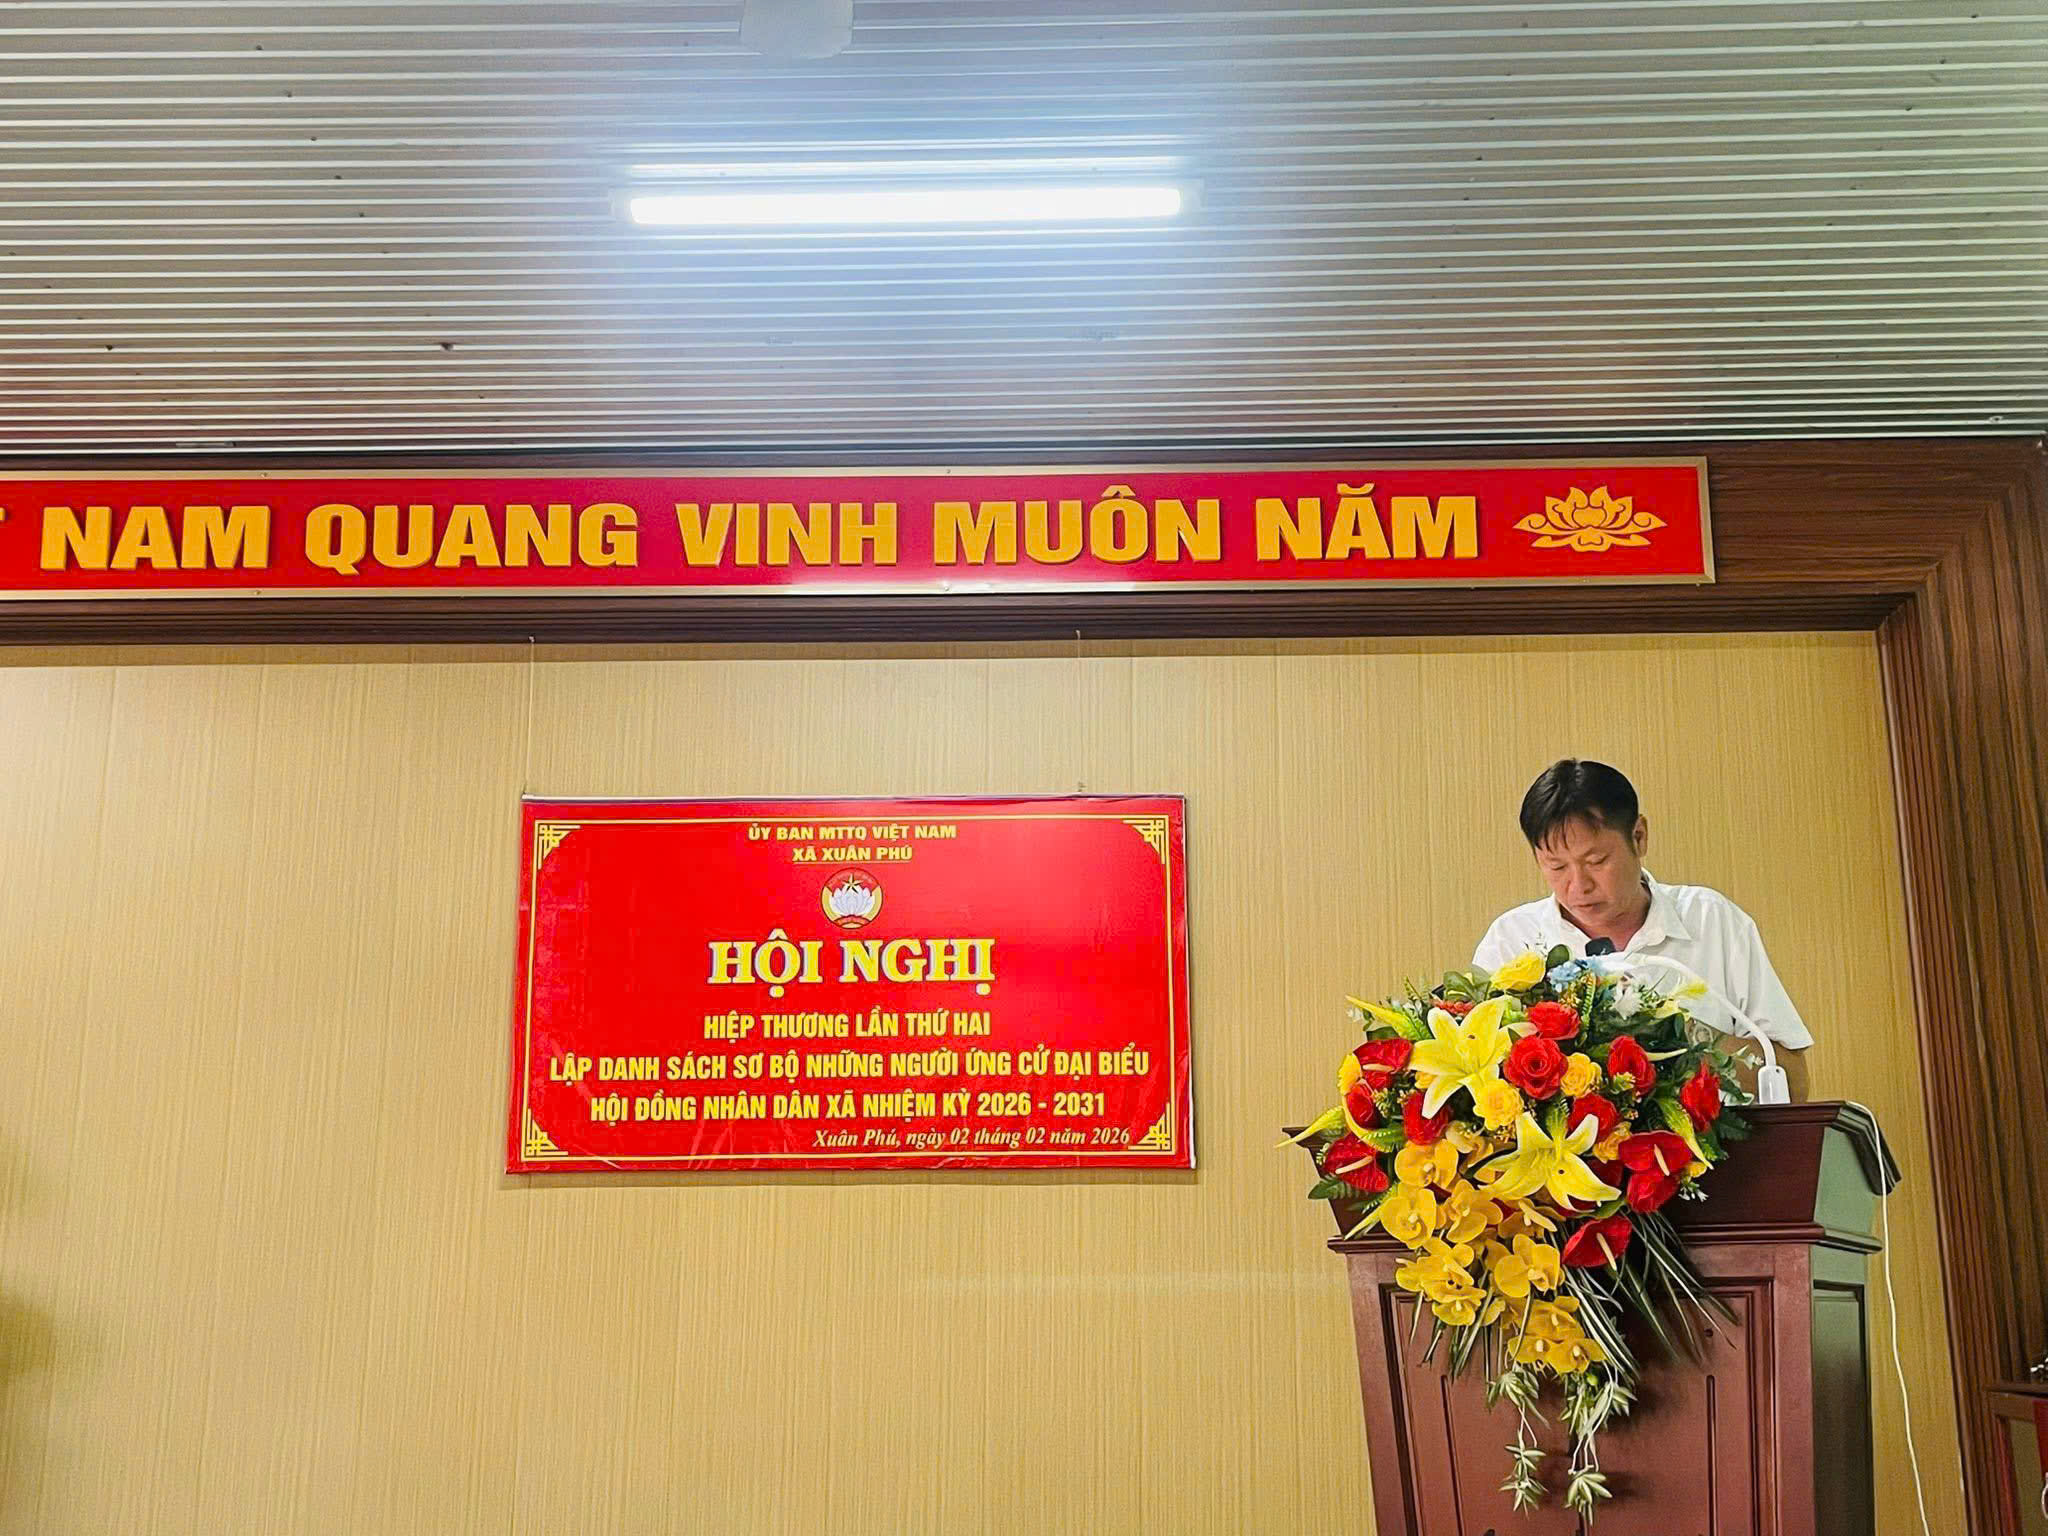 NAM QUANG VINH MUÔN NĂM
ỦY BAN MTTQ VIỆT NAM
XÃ XUÂN PHÚ
HỘI NGHỊ
HIỆP THƯƠNG LẦN THỨ HAI
LẬP DANH SÁCH SƠ BỘ NHỮNG NGƯỜI ỨNG CỬ ĐẠI BIỂU
HỘI ĐỒNG NHÂN DÂN XÃ NHIỆM KỲ 2026 - 2031
Xuân Phú, ngày 02 tháng 02 năm 2026